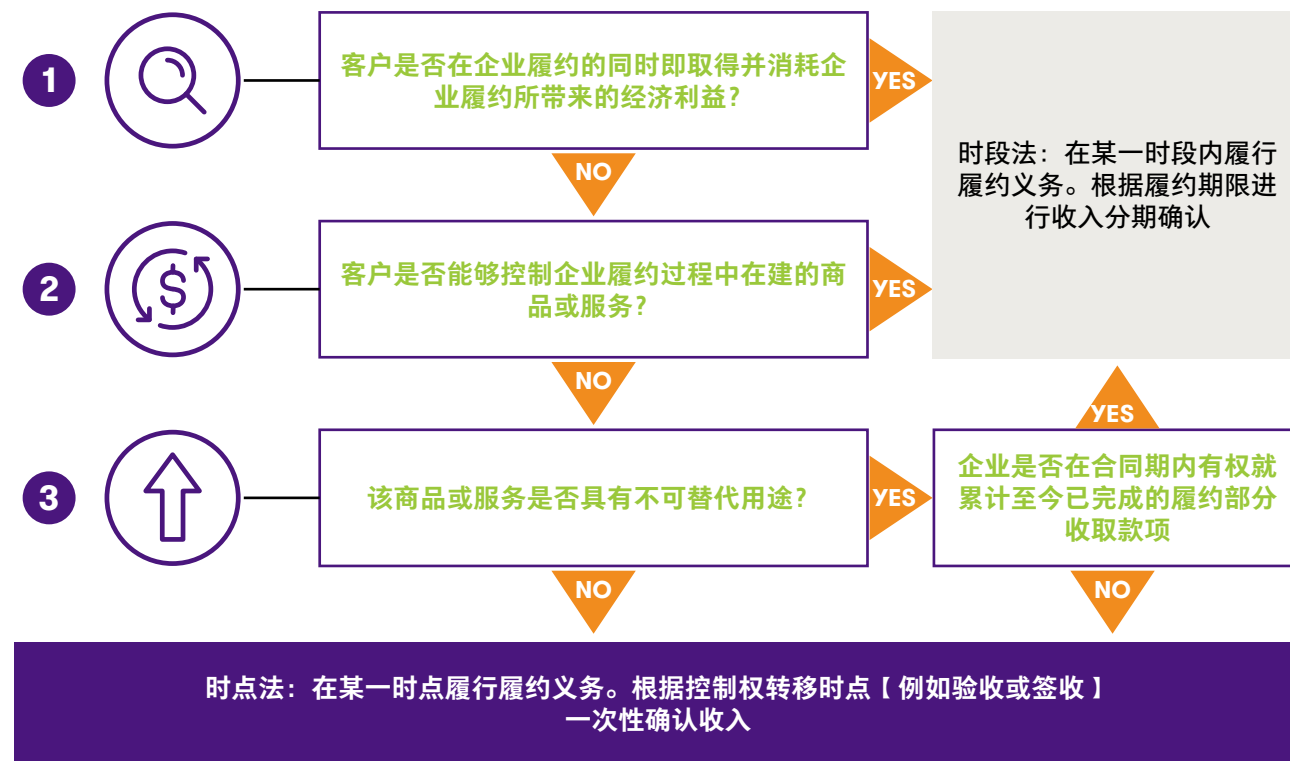 1
客户是否在企业履约的同时即取得并消耗企
业履约所带来的经济利益？
YES
时段法：在某一时段内履行
履约义务。根据履约期限进
行收入分期确认
NO
2
$
客户是否能够控制企业履约过程中在建的商
品或服务？
YES
NO
YES
3
该商品或服务是否具有不可替代用途？
YES
企业是否在合同期内有权就
累计至今已完成的履约部分
收取款项
NO
NO
时点法：在某一时点履行履约义务。根据控制权转移时点【例如验收或签收】
一次性确认收入